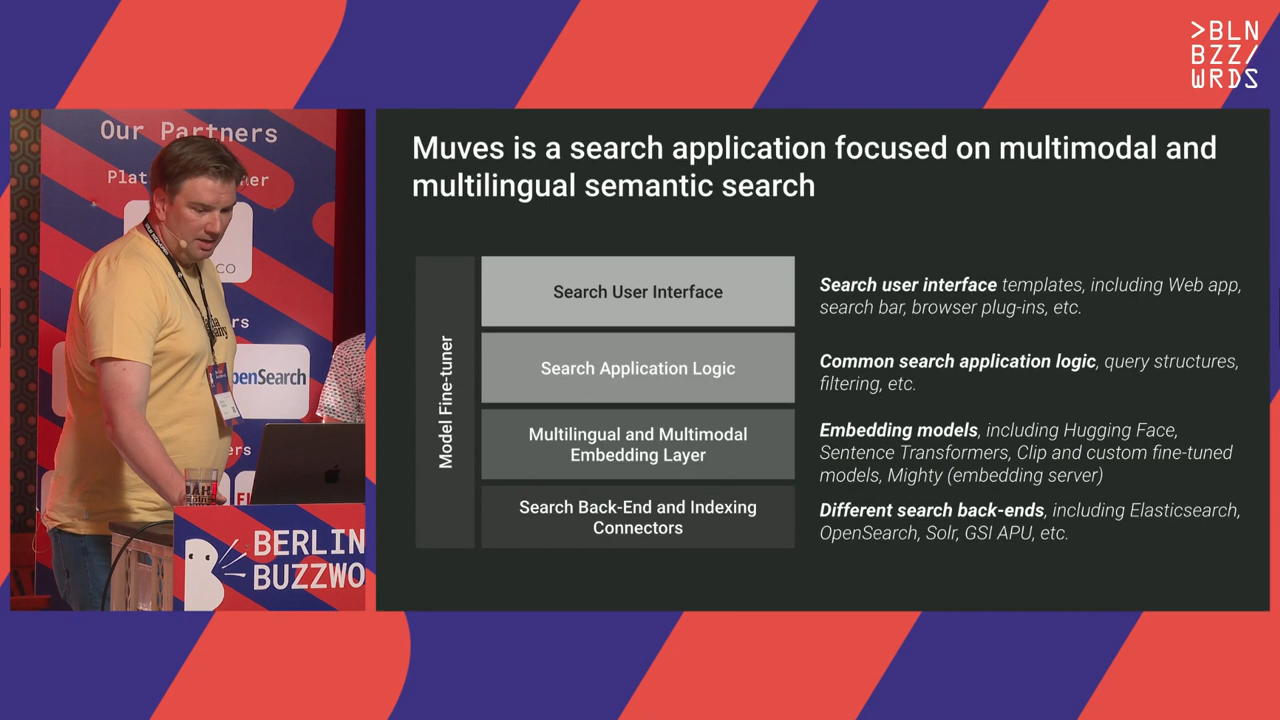 >BLN
BZZ/
WRDS
Our Partners
Muves is a search application focused on multimodal and
multilingual semantic search
Model Fine-tuner
Search User Interface
Search user interface templates, including Web app,
search bar, browser plug-ins, etc.
Search Application Logic
Common search application logic, query structures,
filtering, etc.
Multilingual and Multimodal
Embedding Layer
Embedding models, including Hugging Face,
Sentence Transformers, Clip and custom fine-tuned
models, Mighty (embedding server)
Search Back-End and Indexing
Connectors
Different search back-ends, including Elasticsearch,
OpenSearch, Solr, GSI APU, etc.
penSearch
BERLIN
BUZZWO